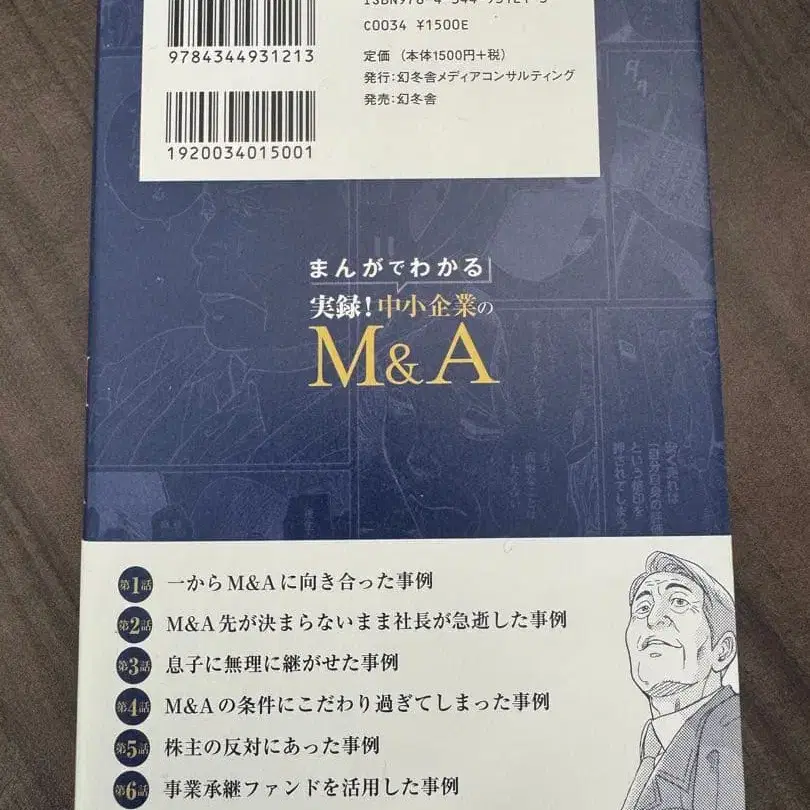 9784344931213
C0034 ¥1500E
定価 (本体1500円+税)
発行:幻冬舎メディアコンサルティング
発売:幻冬舎
1920034015001
まんがでわかる
実録!中小企業の
M&A
第1話 一からM&Aに向き合った事例
第2話 M&A先が決まらないまま社長が急逝した事例
第3話 息子に無理に継がせた事例
第4話 M&Aの条件にこだわり過ぎてしまった事例
第5話 株主の反対にあった事例
第6話 事業承継ファンドを活用した事例